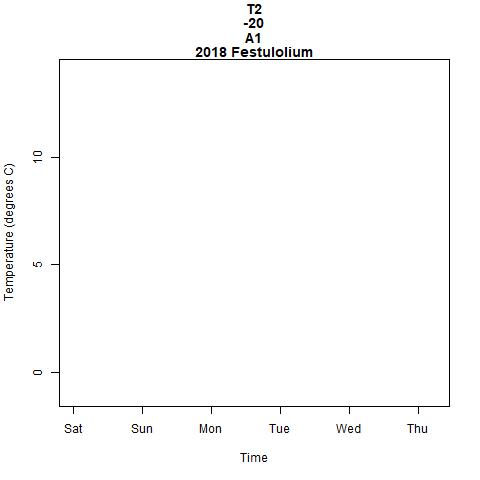 T2
-20
A1
2018 Festulolium
Temperature (degrees C)
10
5
0
Sat Sun Mon Tue Wed Thu
Time